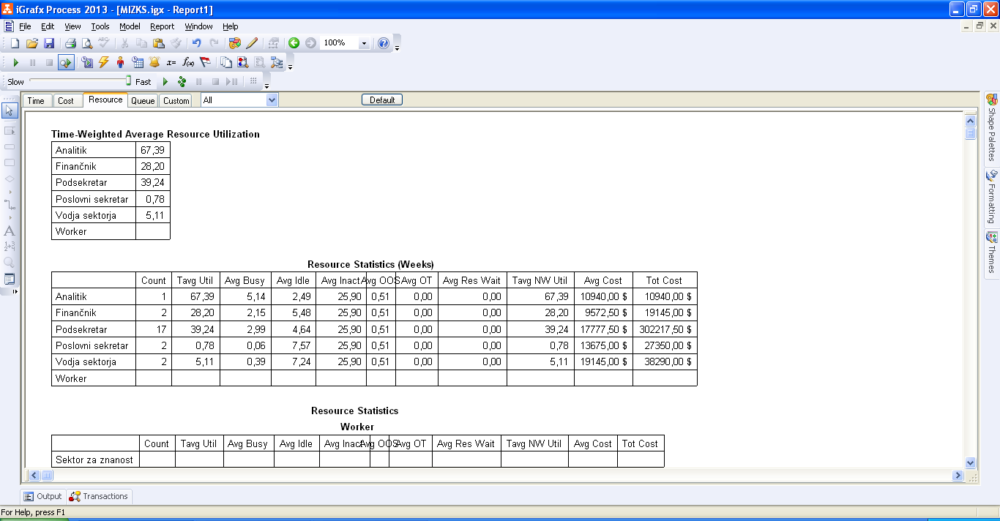 iGrafx Process 2013 - [MIZKS.igx - Report1]
File Edit View Tools Model Report Window Help
100%
Slow Fast
Time Cost Resource Queue Custom All Default
Time-Weighted Average Resource Utilization
Analitik 67,39
Finančnik 28,20
Podsekretar 39,24
Poslovni sekretar 0,78
Vodja sektorja 5,11
Worker
Resource Statistics (Weeks)
Count Tavg Util Avg Busy Avg Idle Avg Inact Avg OOS Avg OT Avg Res Wait Tavg NW Util Avg Cost Tot Cost
Analitik 1 67,39 5,14 2,49 25,90 0,51 0,00 0,00 67,39 10940,00 $ 10940,00 $
Finančnik 2 28,20 2,15 5,48 25,90 0,51 0,00 0,00 28,20 9572,50 $ 19145,00 $
Podsekretar 17 39,24 2,99 4,64 25,90 0,51 0,00 0,00 39,24 17777,50 $ 302217,50 $
Poslovni sekretar 2 0,78 0,06 7,57 25,90 0,51 0,00 0,00 0,78 13675,00 $ 27350,00 $
Vodja sektorja 2 5,11 0,39 7,24 25,90 0,51 0,00 0,00 5,11 19145,00 $ 38290,00 $
Worker
Resource Statistics
Worker
Count Tavg Util Avg Busy Avg Idle Avg Inact Avg OOS Avg OT Avg Res Wait Tavg NW Util Avg Cost Tot Cost
Sektor za znanost
Shape Palettes
Formatting
Themes
Output Transactions
For Help, press F1